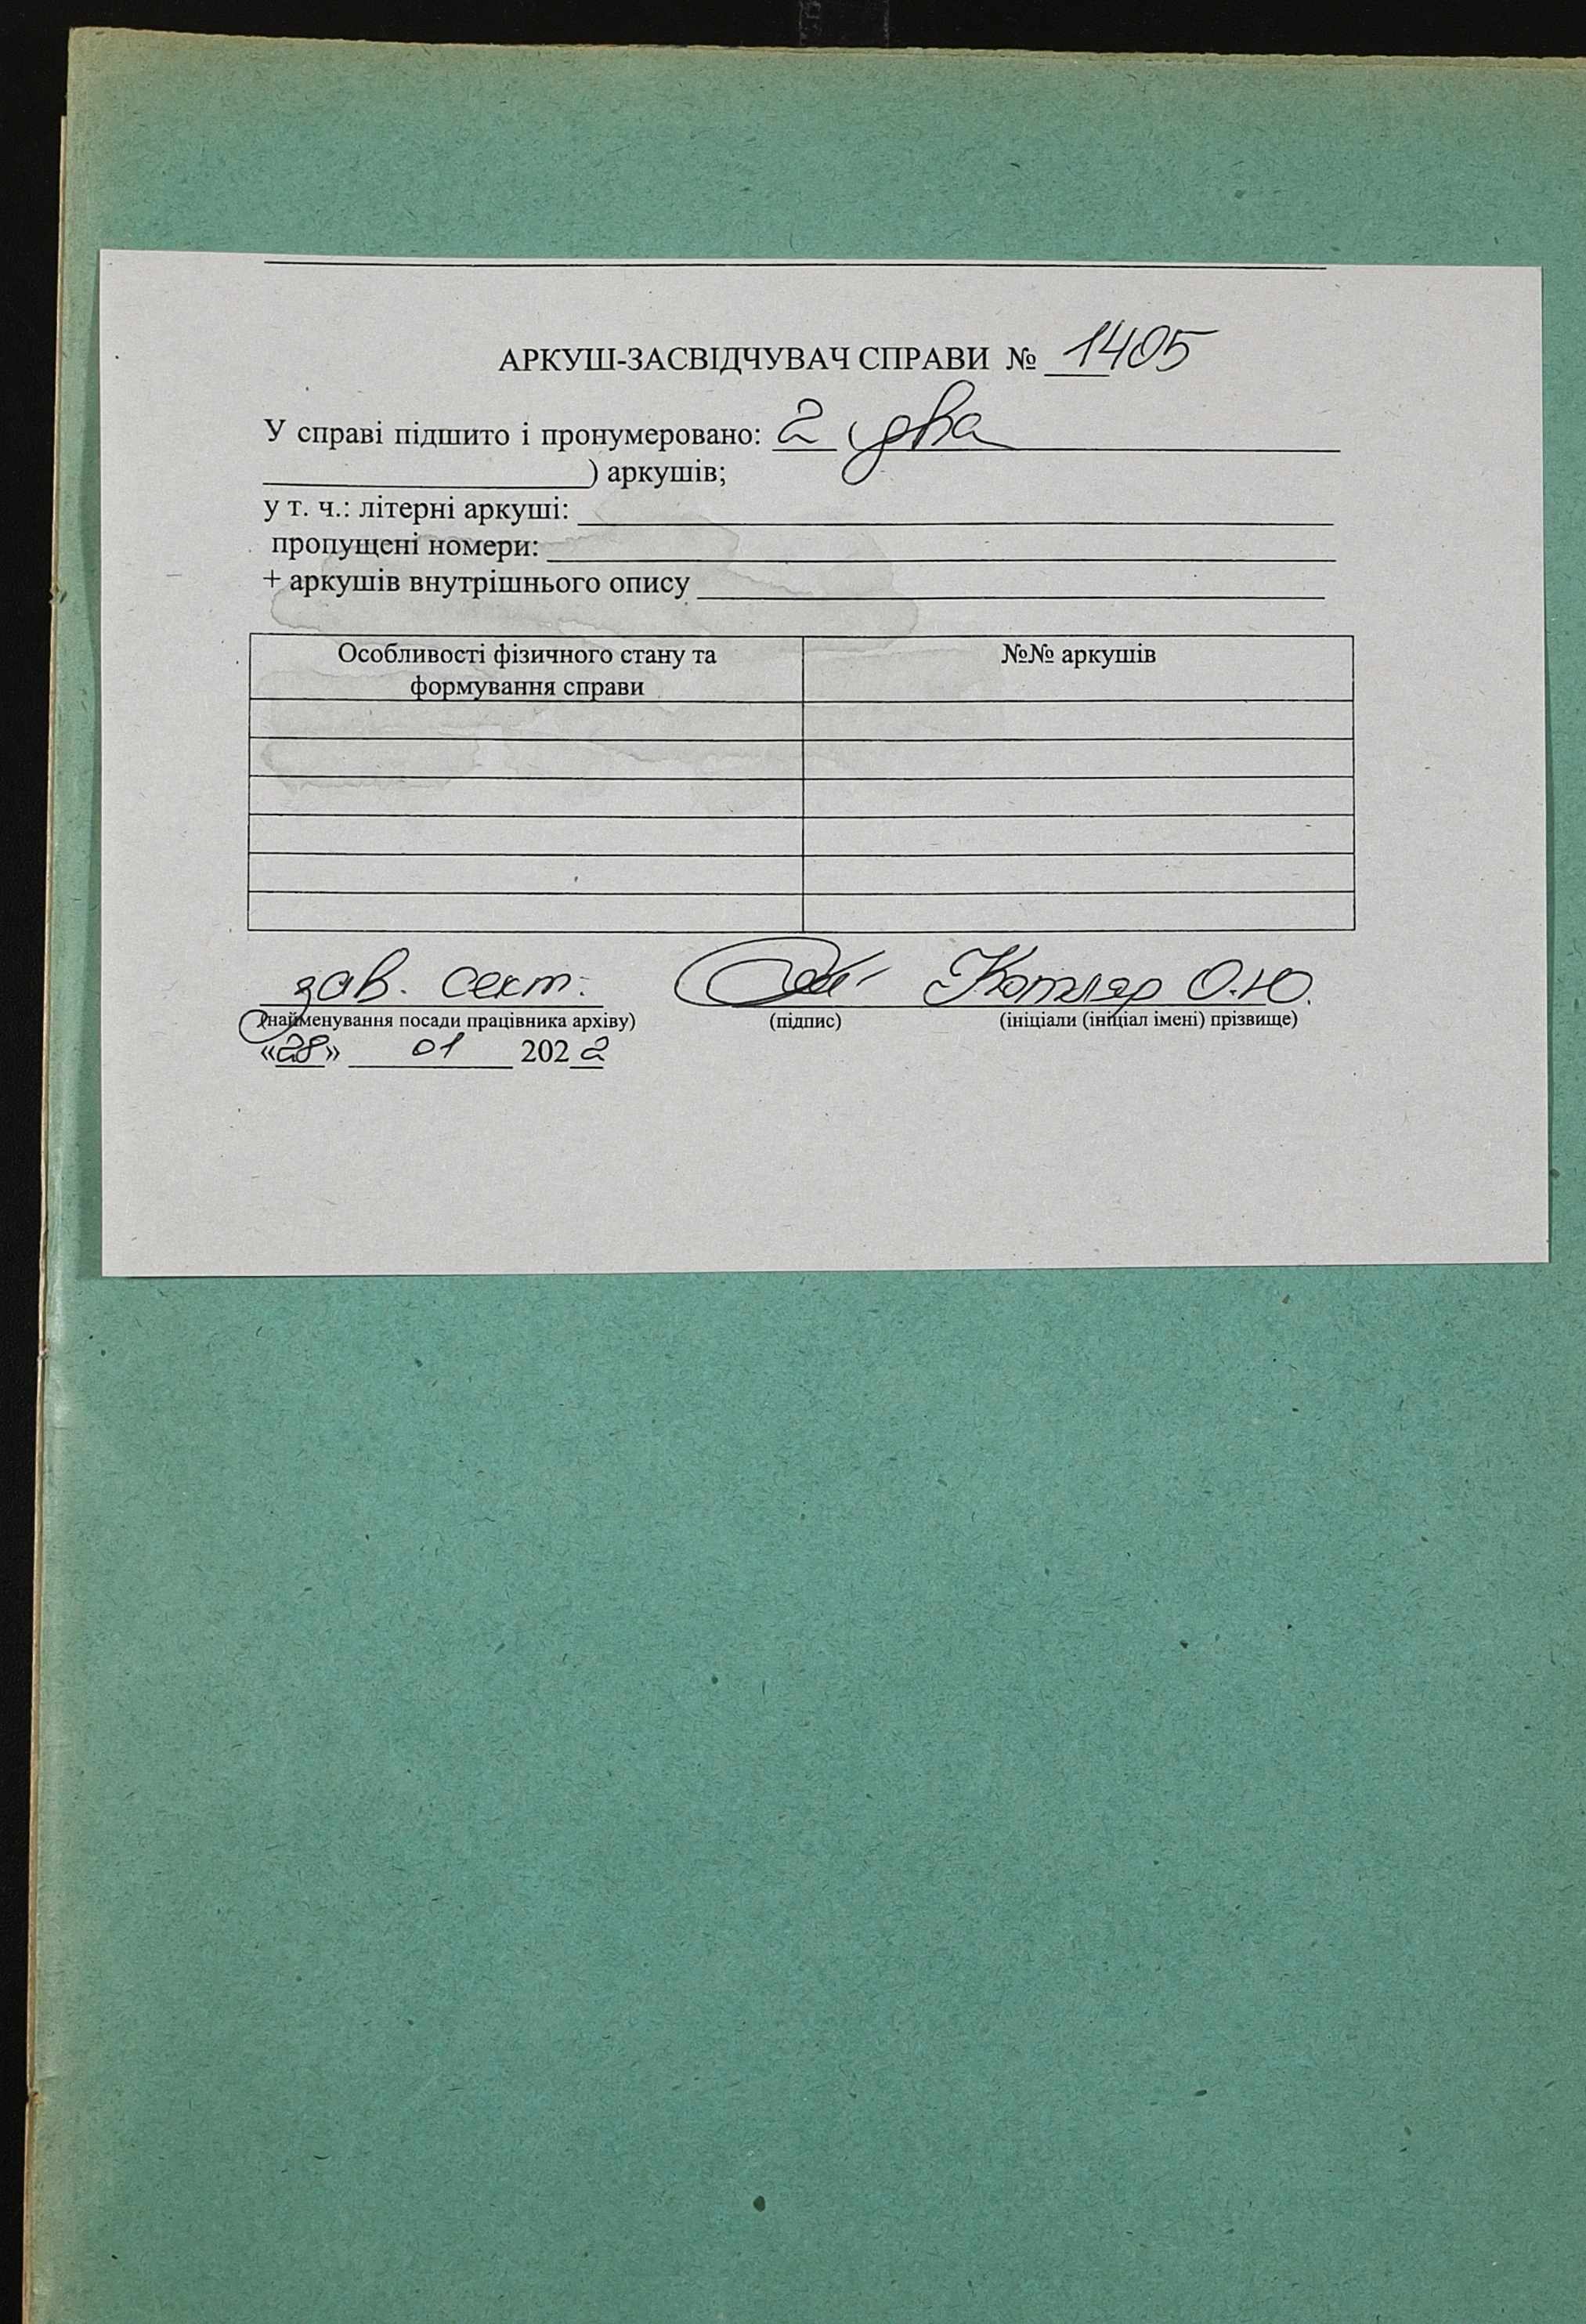 АРКУШ-ЗАСВІДЧУВАЧ СПРАВИ № 1405
У справі підшито і пронумеровано: 2 (два
) аркушів;
у т. ч.: літерні аркуші:
пропущені номери:
+ аркушів внутрішнього опису
Особливості фізичного стану та
формування справи
№№ аркушів
зав. сект. Котляр О.Ю.
(найменування посади працівника архіву) (підпис) (ініціали (ініціал імені) прізвище)
«28» 01 2022